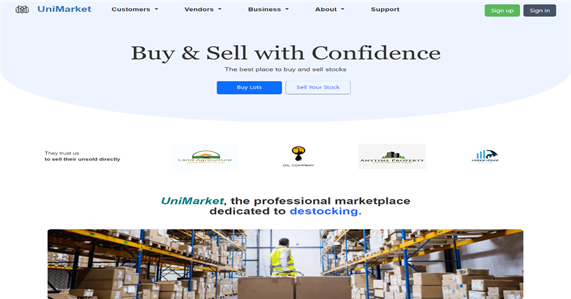 UniMarket
Customers
Vendors
Business
About
Support
Sign up
Sign in
Buy & Sell with Confidence
The best place to buy and sell stocks
Buy Lots
Sell Your Stock
They trust us
to sell their unsold directly
Land Agriculture
OIL COMPANY
ANYTIME PROPERTY
UniMarket, the professional marketplace
dedicated to destocking.